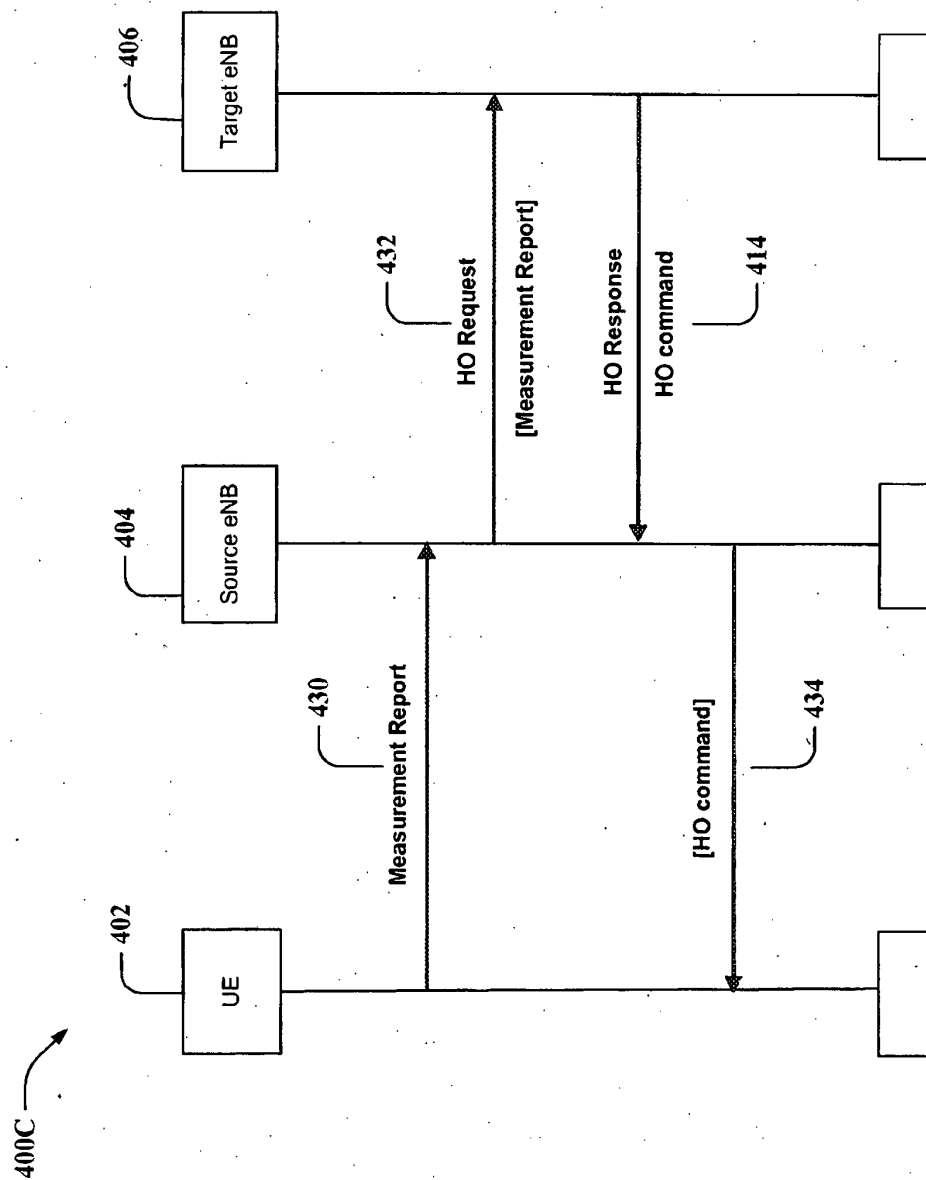 400C
402
UE
404
Source eNB
406
Target eNB
430
Measurement Report
432
HO Request
[Measurement Report]
HO Response
HO command
414
[HO command]
434